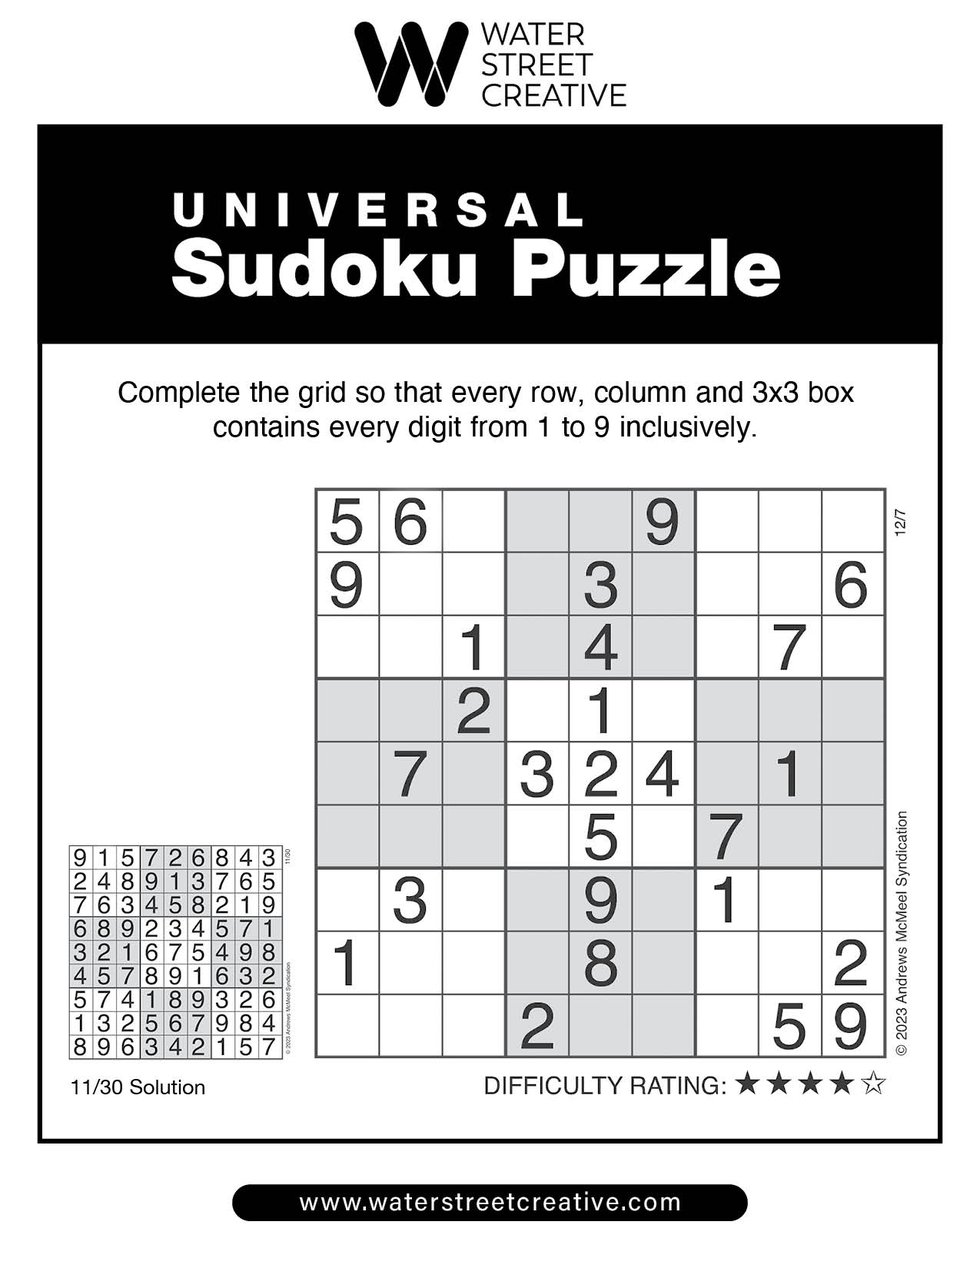 WATER
STREET
CREATIVE
UNIVERSAL
Sudoku Puzzle
Complete the grid so that every row, column and 3x3 box
contains every digit from 1 to 9 inclusively.
5 6 9
9 3 6
1 4 7
2 1
7 3 2 4 1
5 7
3 9 1
1 8 2
2 5 9
12/7
© 2023 Andrews McMeel Syndication
9 1 5 7 2 6 8 4 3
2 4 8 9 1 3 7 6 5
7 6 3 4 5 8 2 1 9
6 8 9 2 3 4 5 7 1
3 2 1 6 7 5 4 9 8
4 5 7 8 9 1 6 3 2
5 7 4 1 8 9 3 2 6
1 3 2 5 6 7 9 8 4
8 9 6 3 4 2 1 5 7
11/30
© 2023 Andrews McMeel Syndication
11/30 Solution
DIFFICULTY RATING: ★★★★☆
www.waterstreetcreative.com